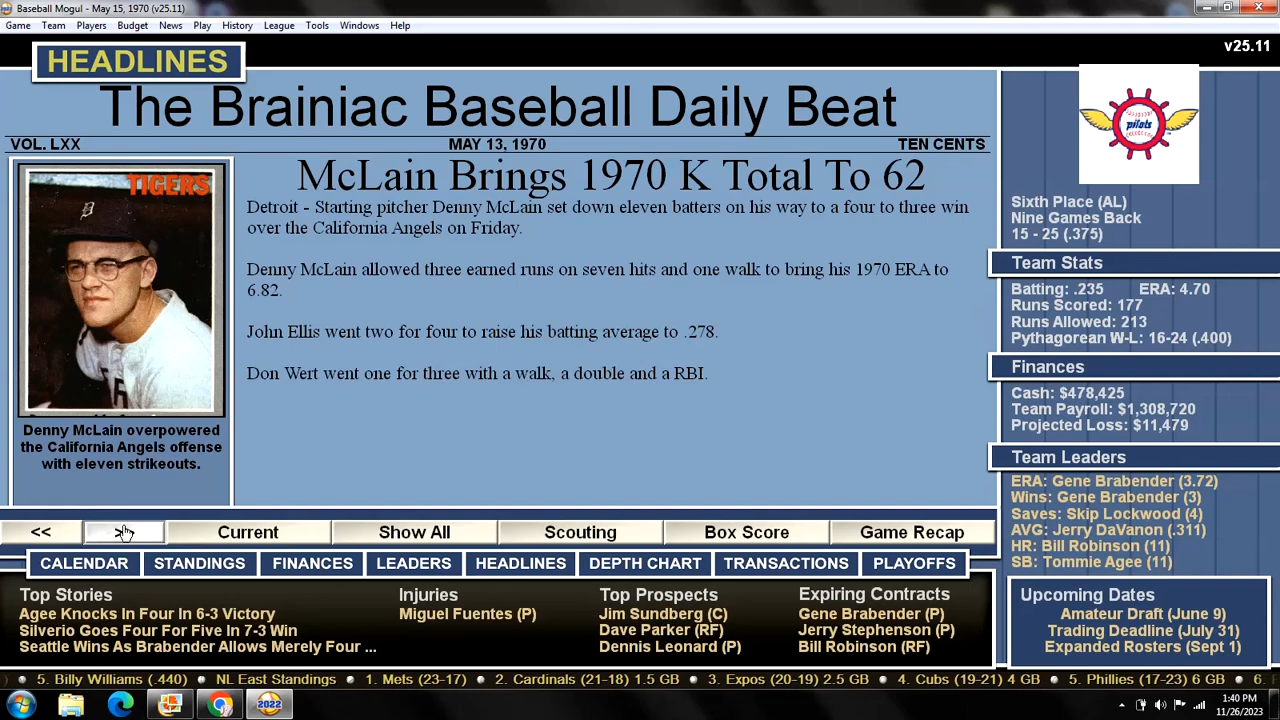 Baseball Mogul - May 15, 1970 (v25.11)
Game Team Players Budget News Play History League Tools Windows Help
HEADLINES
v25.11
The Brainiac Baseball Daily Beat
VOL. LXX MAY 13, 1970 TEN CENTS
TIGERS
McLain Brings 1970 K Total To 62
Detroit - Starting pitcher Denny McLain set down eleven batters on his way to a four to three win
over the California Angels on Friday.
Denny McLain allowed three earned runs on seven hits and one walk to bring his 1970 ERA to
6.82.
John Ellis went two for four to raise his batting average to .278.
Don Wert went one for three with a walk, a double and a RBI.
Denny McLain overpowered
the California Angels offense
with eleven strikeouts.
pilots
Sixth Place (AL)
Nine Games Back
15 - 25 (.375)
Team Stats
Batting: .235 ERA: 4.70
Runs Scored: 177
Runs Allowed: 213
Pythagorean W-L: 16-24 (.400)
Finances
Cash: $478,425
Team Payroll: $1,308,720
Projected Loss: $11,479
Team Leaders
ERA: Gene Brabender (3.72)
Wins: Gene Brabender (3)
Saves: Skip Lockwood (4)
AVG: Jerry DaVanon (.311)
HR: Bill Robinson (11)
SB: Tommie Agee (11)
<< >> Current Show All Scouting Box Score Game Recap
CALENDAR STANDINGS FINANCES LEADERS HEADLINES DEPTH CHART TRANSACTIONS PLAYOFFS
Top Stories
Agee Knocks In Four In 6-3 Victory
Silverio Goes Four For Five In 7-3 Win
Seattle Wins As Brabender Allows Merely Four ...
Injuries
Miguel Fuentes (P)
Top Prospects
Jim Sundberg (C)
Dave Parker (RF)
Dennis Leonard (P)
Expiring Contracts
Gene Brabender (P)
Jerry Stephenson (P)
Bill Robinson (RF)
Upcoming Dates
Amateur Draft (June 9)
Trading Deadline (July 31)
Expanded Rosters (Sept 1)
5. Billy Williams (.440) NL East Standings 1. Mets (23-17) 2. Cardinals (21-18) 1.5 GB 3. Expos (20-19) 2.5 GB 4. Cubs (19-21) 4 GB 5. Phillies (17-23) 6 GB 6.
2022
1:40 PM
11/26/2023